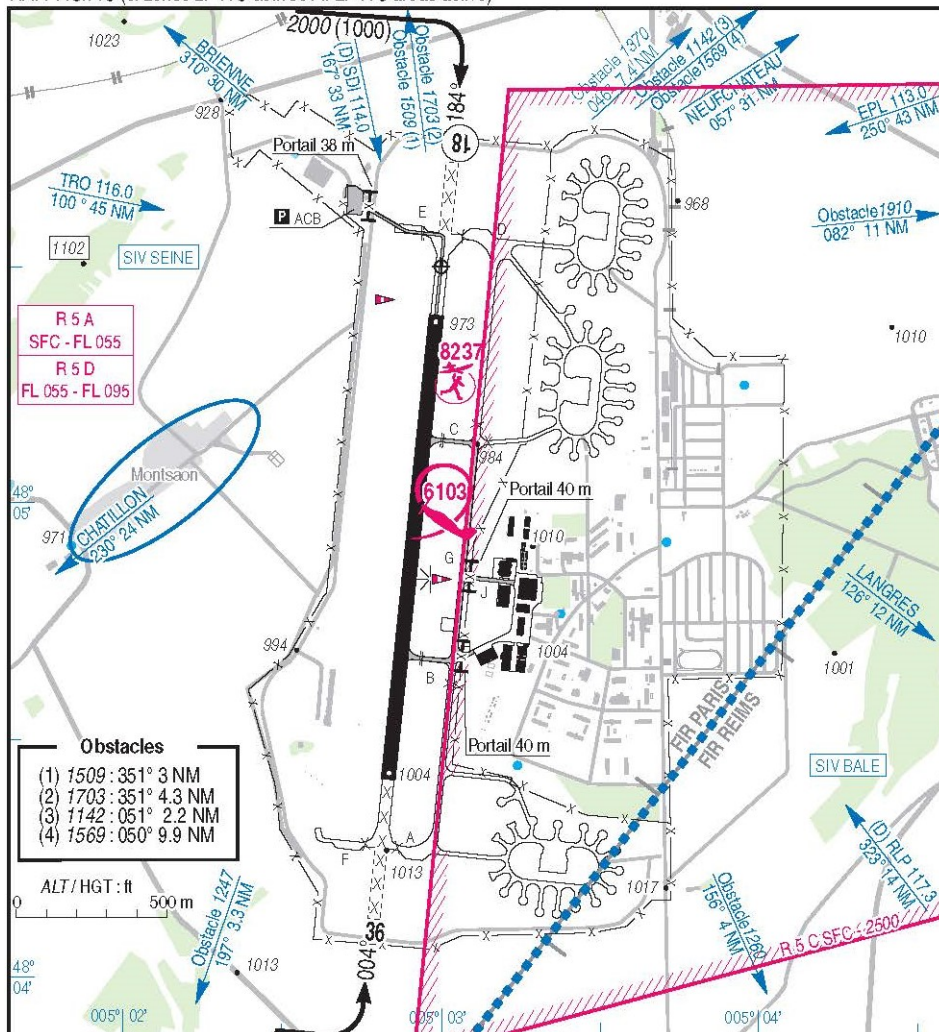 1023
2000 (1000)
BRIENNE
310° 30 NM
(D) SDI 114.0
167° 33 NM
Obstacle 1703 (2)
Obstacle 1509 (1)
184°
18
Obstacle 1370
046° 7.4 NM
Obstacle 1142 (3)
Obstacle 1569 (4)
NEUFCHATEAU
057° 31 NM
EPL 113.0
250° 43 NM
928
Portail 38 m
TRO 116.0
100° 45 NM
P ACB
E
D
968
Obstacle 1910
082° 11 NM
1102
SIV SEINE
R 5 A
SFC - FL 055
R 5 D
FL 055 - FL 095
973
1010
8237
C
984
Montsaon
6103
Portail 40 m
48°
05'
971
CHATILLON
230° 24 NM
1010
G
J
LANGRES
126° 12 NM
994
B
1004
1001
FIR PARIS
FIR REIMS
Portail 40 m
SIV BALE
Obstacles
(1) 1509 : 351° 3 NM
(2) 1703 : 351° 4.3 NM
(3) 1142 : 051° 2.2 NM
(4) 1569 : 050° 9.9 NM
1004
(D) RLP 117.3
323° 14 NM
F
A
1013
ALT / HGT : ft
0 500 m
1017
Obstacle 1247
197° 3.3 NM
36
004°
Obstacle 1260
156° 4 NM
R 5 C SFC - 2500
1013
48°
04'
005° 02'
005° 03'
005° 04'